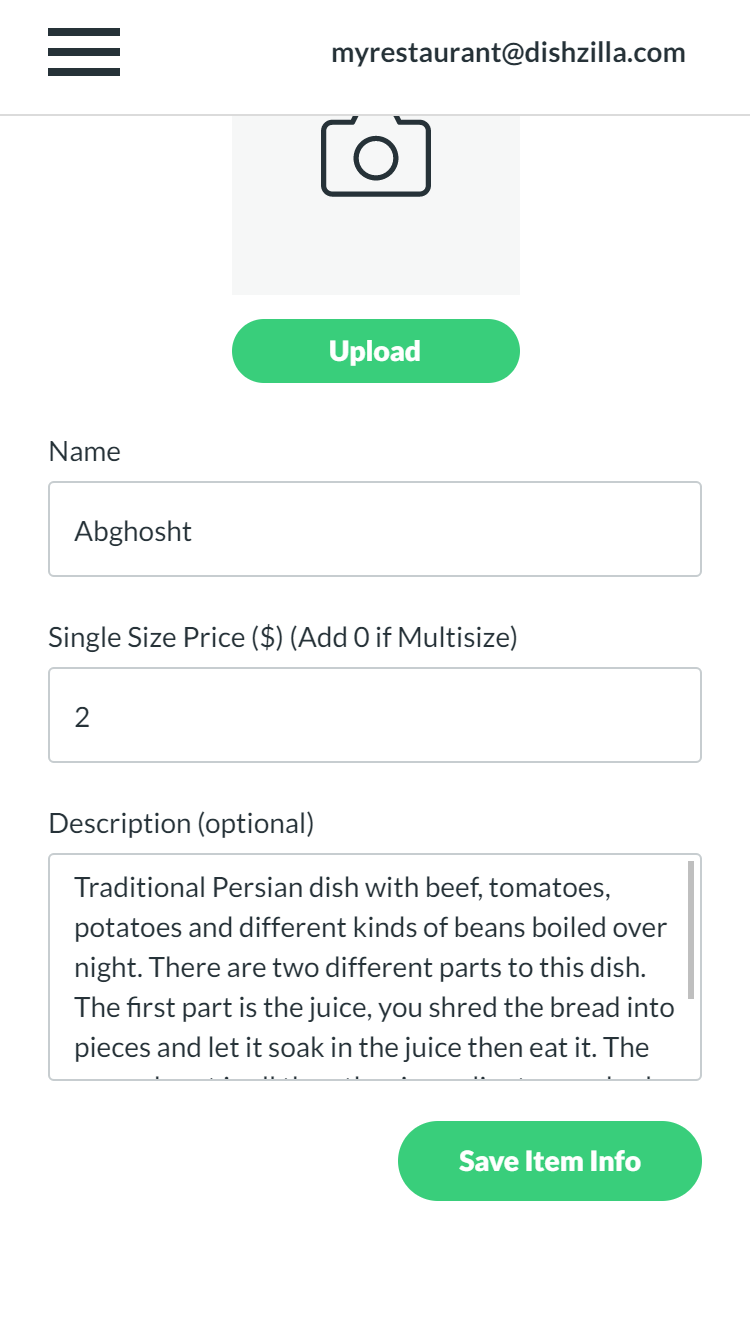 myrestaurant@dishzilla.com
Upload
Name
Abghosht
Single Size Price ($) (Add 0 if Multisize)
2
Description (optional)
Traditional Persian dish with beef, tomatoes,
potatoes and different kinds of beans boiled over
night. There are two different parts to this dish.
The first part is the juice, you shred the bread into
pieces and let it soak in the juice then eat it. The
Save Item Info